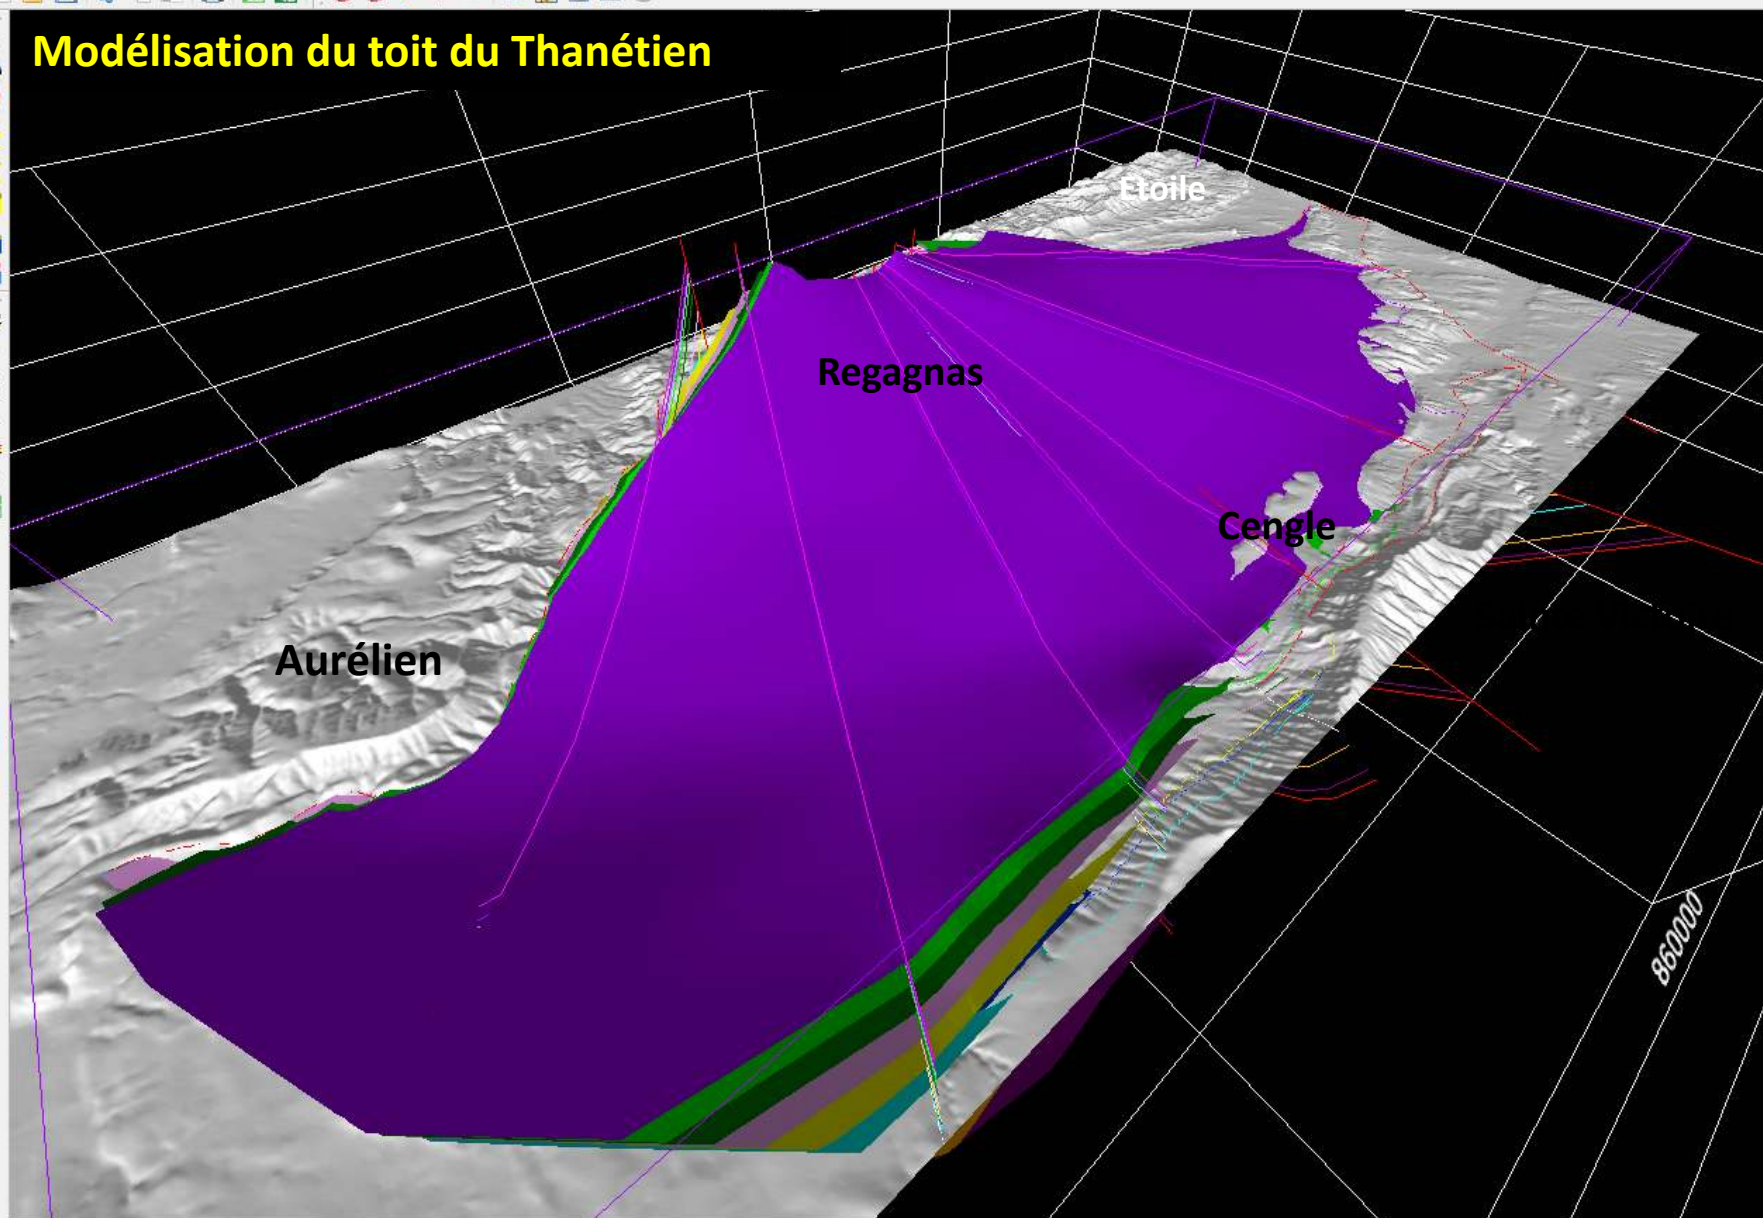 Modélisation du toit du Thanétien
Etoile
Regagnas
Cengle
Aurélien
860000